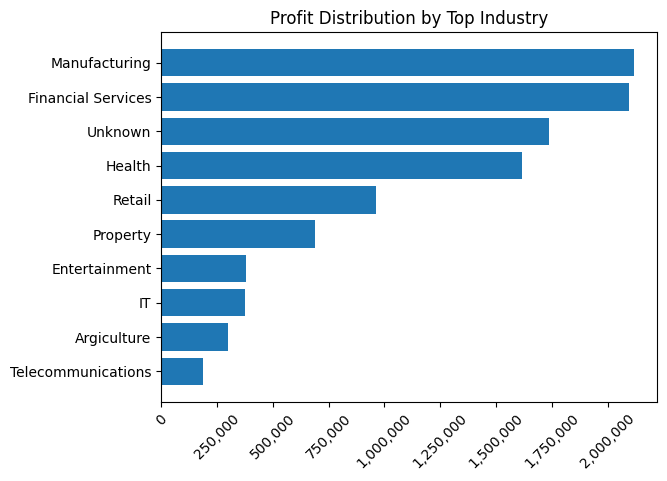 Profit Distribution by Top Industry
Manufacturing
Financial Services
Unknown
Health
Retail
Property
Entertainment
IT
Argiculture
Telecommunications
0
250,000
500,000
750,000
1,000,000
1,250,000
1,500,000
1,750,000
2,000,000